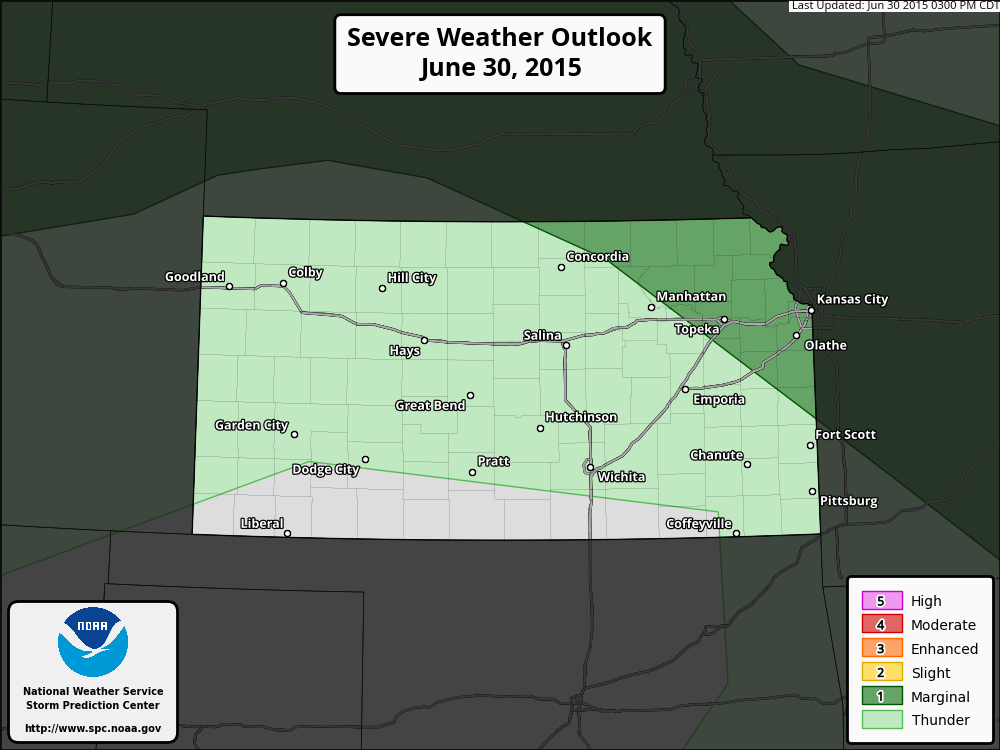 Last Updated: Jun 30 2015 0300 PM CDT
Severe Weather Outlook
June 30, 2015
Concordia
Goodland
Colby
Hill City
Manhattan
Kansas City
Topeka
Salina
Hays
Olathe
Great Bend
Emporia
Garden City
Hutchinson
Fort Scott
Dodge City
Pratt
Chanute
Wichita
Pittsburg
Liberal
Coffeyville
NOAA
National Weather Service
Storm Prediction Center
http://www.spc.noaa.gov
5 High
4 Moderate
3 Enhanced
2 Slight
1 Marginal
Thunder